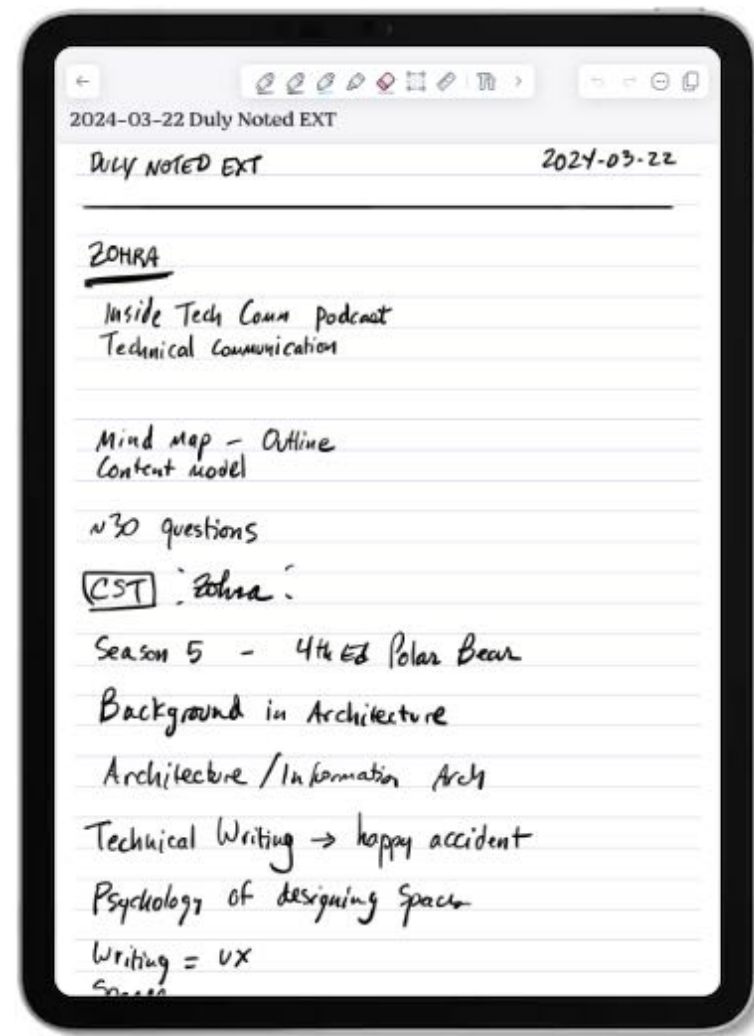 2024-03-22 Duly Noted EXT
DULY NOTED EXT 2024-03-22
ZOHRA
Inside Tech Comm Podcast
Technical Communication
Mind Map - Outline
Content model
~30 questions
CST Zohra
Season 5 - 4th Ed Polar Bear
Background in Architecture
Architecture / Information Arch
Technical Writing → happy accident
Psychology of designing Spaces
Writing = UX